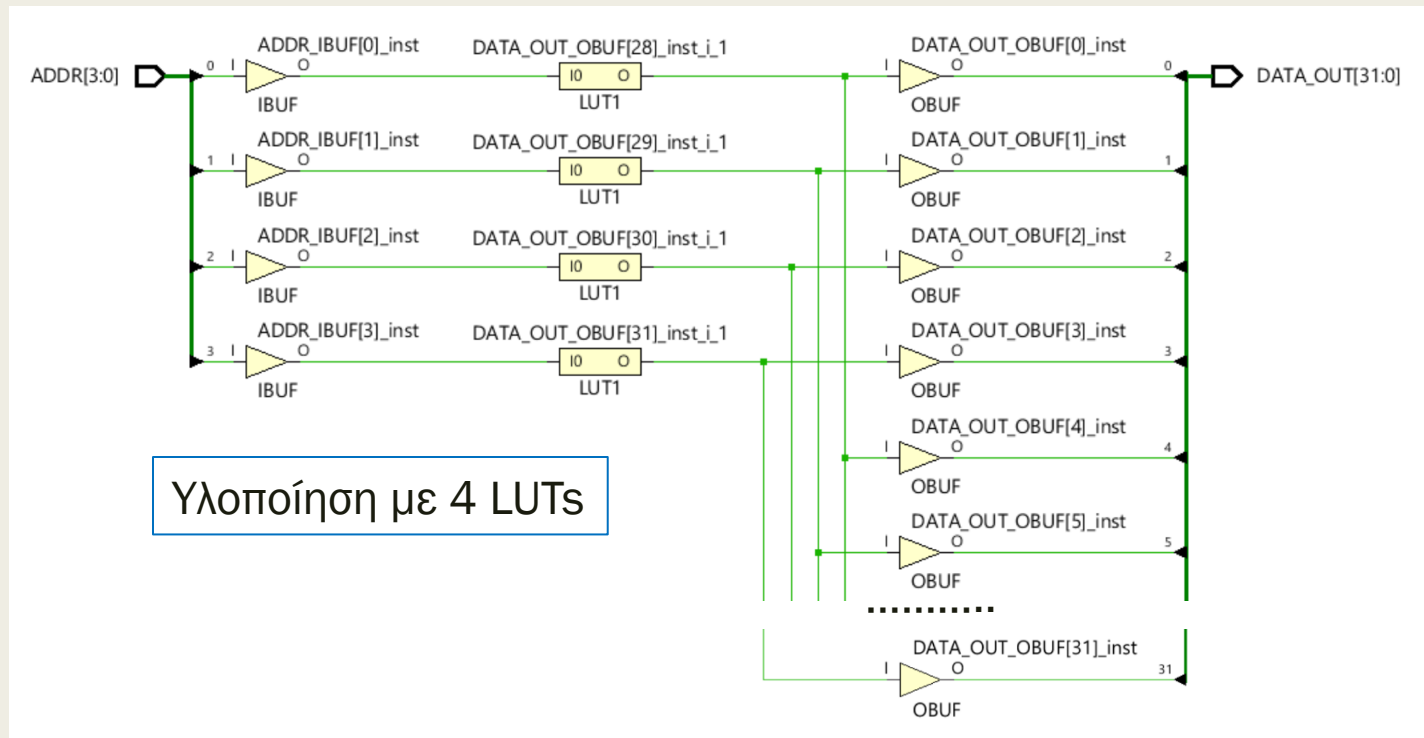 ADDR[3:0]
0 I ADDR_IBUF[0]_inst O IBUF
DATA_OUT_OBUF[28]_inst_i_1
I0 O
LUT1
DATA_OUT_OBUF[0]_inst
I O 0
OBUF
DATA_OUT[31:0]
ADDR_IBUF[1]_inst
1 I O
IBUF
DATA_OUT_OBUF[29]_inst_i_1
I0 O
LUT1
DATA_OUT_OBUF[1]_inst
I O 1
OBUF
ADDR_IBUF[2]_inst
2 I O
IBUF
DATA_OUT_OBUF[30]_inst_i_1
I0 O
LUT1
DATA_OUT_OBUF[2]_inst
I O 2
OBUF
ADDR_IBUF[3]_inst
3 I O
IBUF
DATA_OUT_OBUF[31]_inst_i_1
I0 O
LUT1
DATA_OUT_OBUF[3]_inst
I O 3
OBUF
DATA_OUT_OBUF[4]_inst
I O 4
OBUF
Υλοποίηση με 4 LUTs
DATA_OUT_OBUF[5]_inst
I O 5
OBUF
...........
DATA_OUT_OBUF[31]_inst
I O 31
OBUF